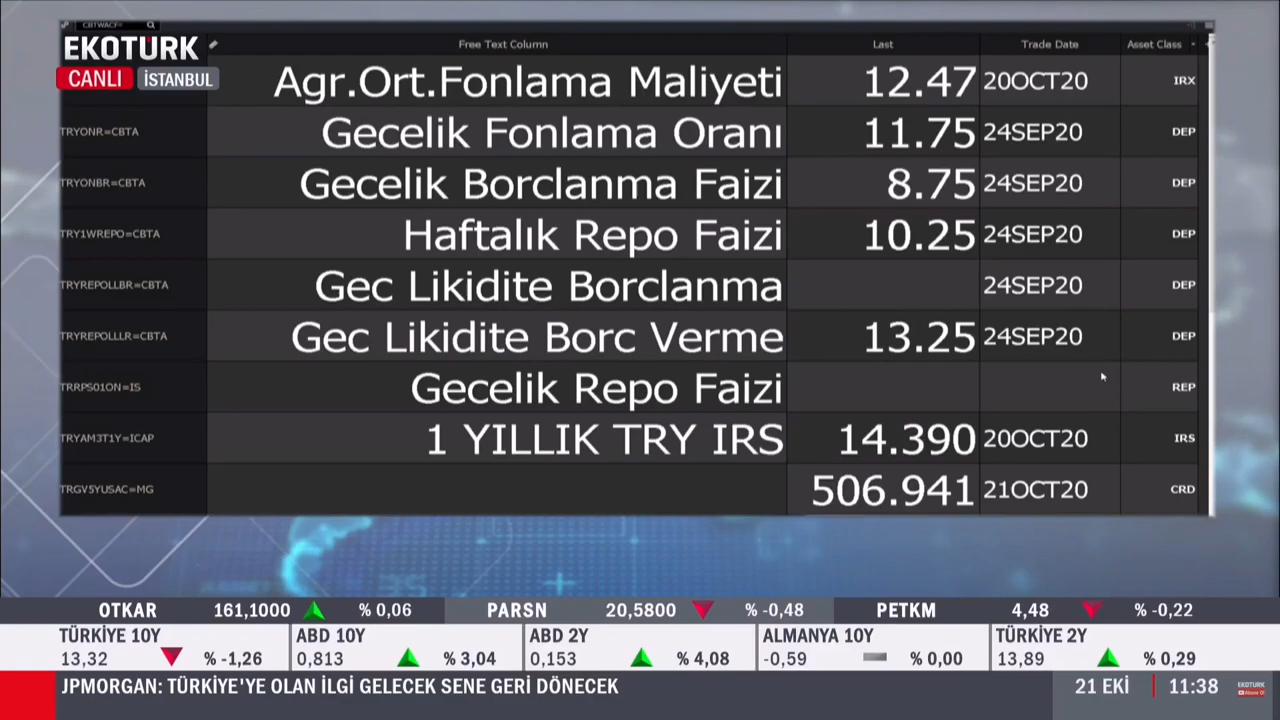 CBTWACF=
EKOTÜRK
CANLI İSTANBUL
Free Text Column Last Trade Date Asset Class
Agr.Ort.Fonlama Maliyeti 12.47 20OCT20 IRX
TRYONR=CBTA Gecelik Fonlama Oranı 11.75 24SEP20 DEP
TRYONBR=CBTA Gecelik Borclanma Faizi 8.75 24SEP20 DEP
TRY1WREPO=CBTA Haftalık Repo Faizi 10.25 24SEP20 DEP
TRYREPOLLBR=CBTA Gec Likidite Borclanma 24SEP20 DEP
TRYREPOLLLR=CBTA Gec Likidite Borc Verme 13.25 24SEP20 DEP
TRRPS01ON=IS Gecelik Repo Faizi REP
TRYAM3T1Y=ICAP 1 YILLIK TRY IRS 14.390 20OCT20 IRS
TRGV5YUSAC=MG 506.941 21OCT20 CRD
OTKAR 161,1000 % 0,06 PARSN 20,5800 % -0,48 PETKM 4,48 % -0,22
TÜRKİYE 10Y ABD 10Y ABD 2Y ALMANYA 10Y TÜRKİYE 2Y
13,32 % -1,26 0,813 % 3,04 0,153 % 4,08 -0,59 % 0,00 13,89 % 0,29
JPMORGAN: TÜRKİYE'YE OLAN İLGİ GELECEK SENE GERİ DÖNECEK 21 EKİ 11:38 EKOTÜRK
Abone Ol